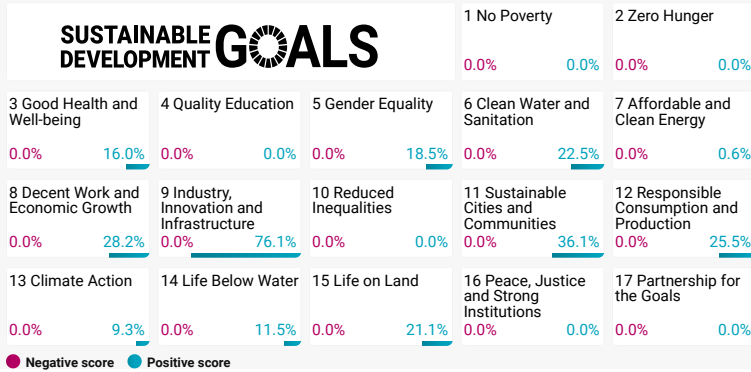 SUSTAINABLE
DEVELOPMENT
GOALS
1 No Poverty
0.0% 0.0%
2 Zero Hunger
0.0% 0.0%
3 Good Health and
Well-being
0.0% 16.0%
4 Quality Education
0.0% 0.0%
5 Gender Equality
0.0% 18.5%
6 Clean Water and
Sanitation
0.0% 22.5%
7 Affordable and
Clean Energy
0.0% 0.6%
8 Decent Work and
Economic Growth
0.0% 28.2%
9 Industry,
Innovation and
Infrastructure
0.0% 76.1%
10 Reduced
Inequalities
0.0% 0.0%
11 Sustainable
Cities and
Communities
0.0% 36.1%
12 Responsible
Consumption and
Production
0.0% 25.5%
13 Climate Action
0.0% 9.3%
14 Life Below Water
0.0% 11.5%
15 Life on Land
0.0% 21.1%
16 Peace, Justice
and Strong
Institutions
0.0% 0.0%
17 Partnership for
the Goals
0.0% 0.0%
Negative score Positive score